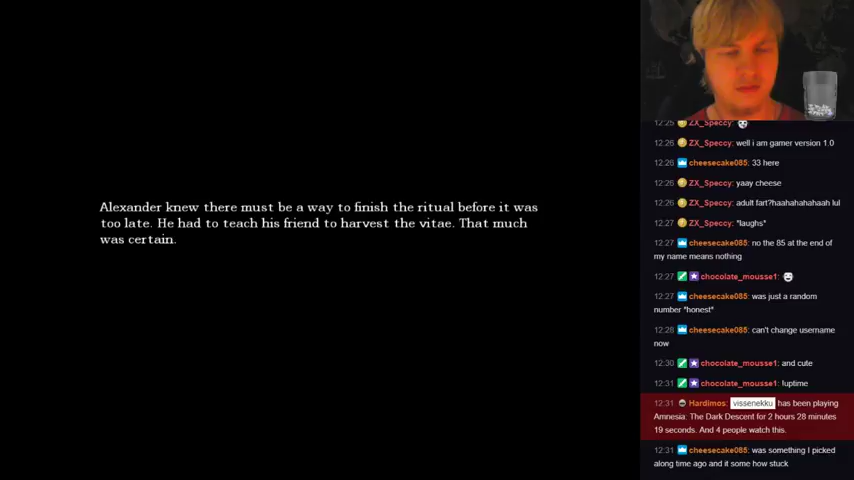 Alexander knew there must be a way to finish the ritual before it was
too late. He had to teach his friend to harvest the vitae. That much
was certain.
12:25 ZX_Speccy:
12:26 ZX_Speccy: well i am gamer version 1.0
12:26 cheesecake085: 33 here
12:26 ZX_Speccy: yaay cheese
12:26 ZX_Speccy: adult fart?haahahahahaah lul
12:27 ZX_Speccy: *laughs*
12:27 cheesecake085: no the 85 at the end of
my name means nothing
12:27 chocolate_mousse1:
12:27 cheesecake085: was just a random
number *honest*
12:28 cheesecake085: can't change username
now
12:30 chocolate_mousse1: and cute
12:31 chocolate_mousse1: !uptime
12:31 Hardimos: vissenekku has been playing
Amnesia: The Dark Descent for 2 hours 28 minutes
19 seconds. And 4 people watch this.
12:31 cheesecake085: was something I picked
along time ago and it some how stuck